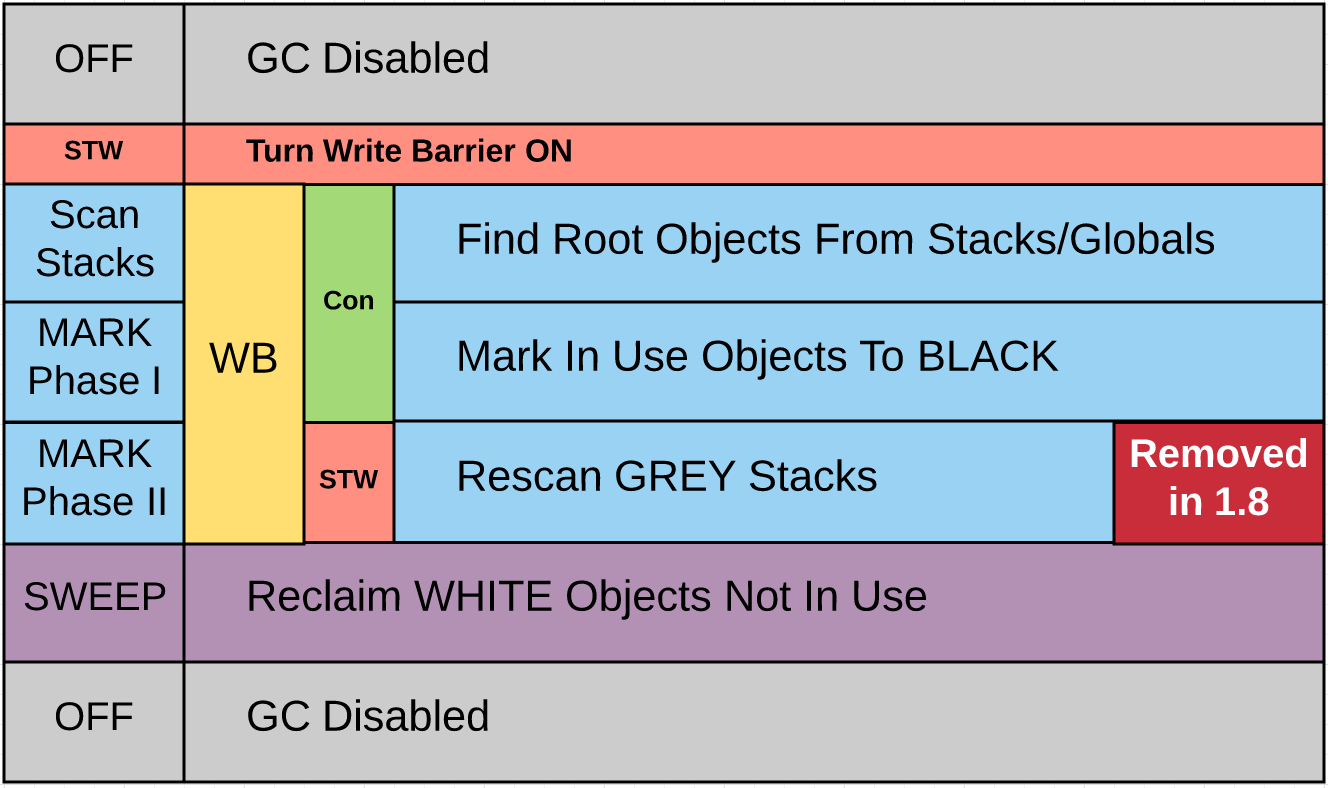 OFF
GC Disabled
STW
Turn Write Barrier ON
Scan
Stacks
WB
Con
Find Root Objects From Stacks/Globals
MARK
Phase I
Mark In Use Objects To BLACK
MARK
Phase II
STW
Rescan GREY Stacks
Removed
in 1.8
SWEEP
Reclaim WHITE Objects Not In Use
OFF
GC Disabled